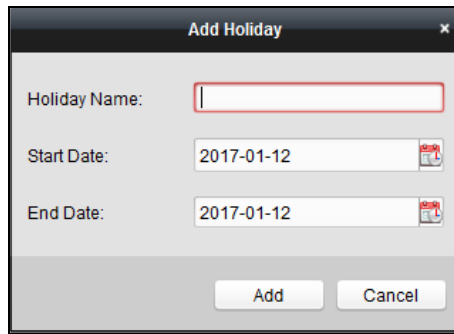 Add Holiday ×
Holiday Name:
Start Date: 2017-01-12
End Date: 2017-01-12
Add Cancel